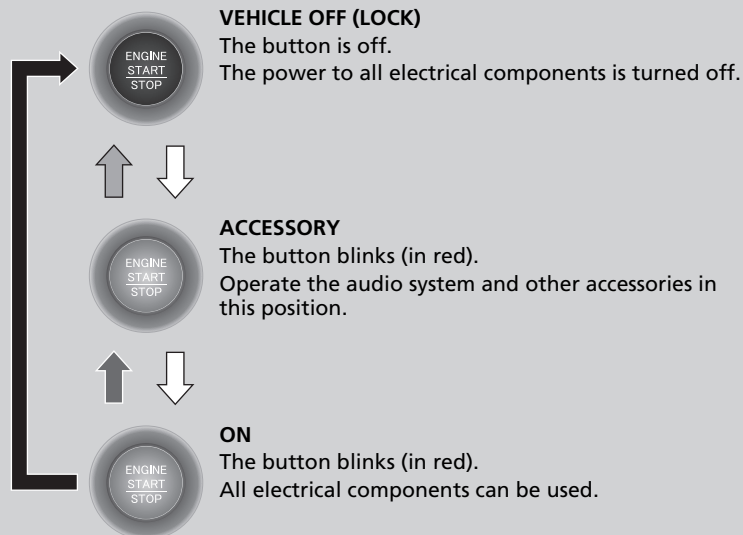 VEHICLE OFF (LOCK)
The button is off.
The power to all electrical components is turned off.
ENGINE
START
STOP
ACCESSORY
The button blinks (in red).
Operate the audio system and other accessories in
this position.
ENGINE
START
STOP
ON
The button blinks (in red).
All electrical components can be used.
ENGINE
START
STOP